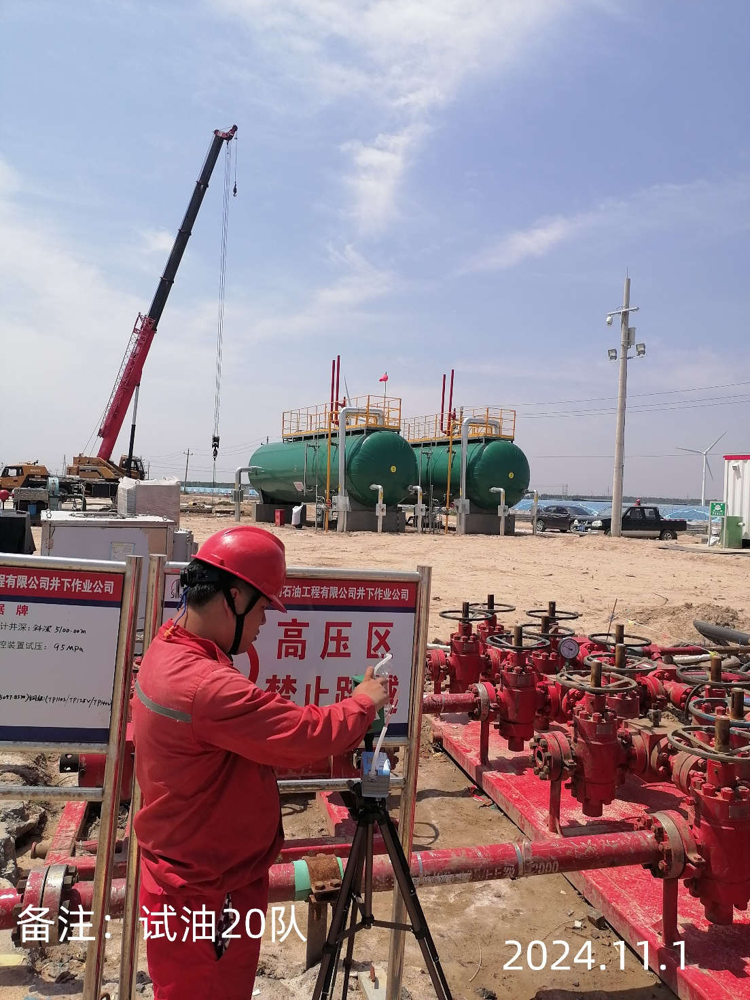 程有限公司井下作业公司
据 牌
计井深：斜深 5100.00m
控装置试压：95MPa
石油工程有限公司井下作业公司
高压区
禁止跨越
备注：试油20队
2024.11.1